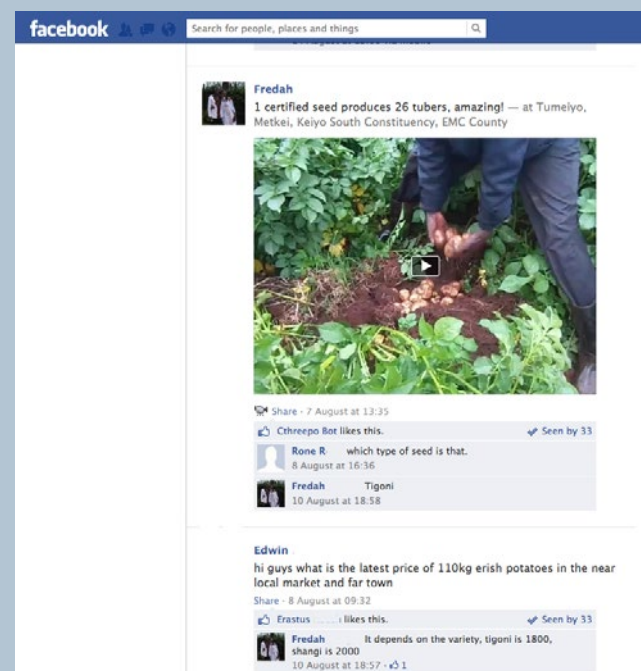 facebook
Search for people, places and things
Fredah
1 certified seed produces 26 tubers, amazing! — at Tumeiyo,
Metkei, Keiyo South Constituency, EMC County
Share · 7 August at 13:35
Cthreepo Bot likes this.
Seen by 33
Rone R which type of seed is that.
8 August at 16:36
Fredah Tigoni
10 August at 18:58
Edwin
hi guys what is the latest price of 110kg erish potatoes in the near
local market and far town
Share · 8 August at 09:32
Erastus likes this.
Seen by 33
Fredah It depends on the variety, tigoni is 1800,
shangi is 2000
10 August at 18:57 · 1